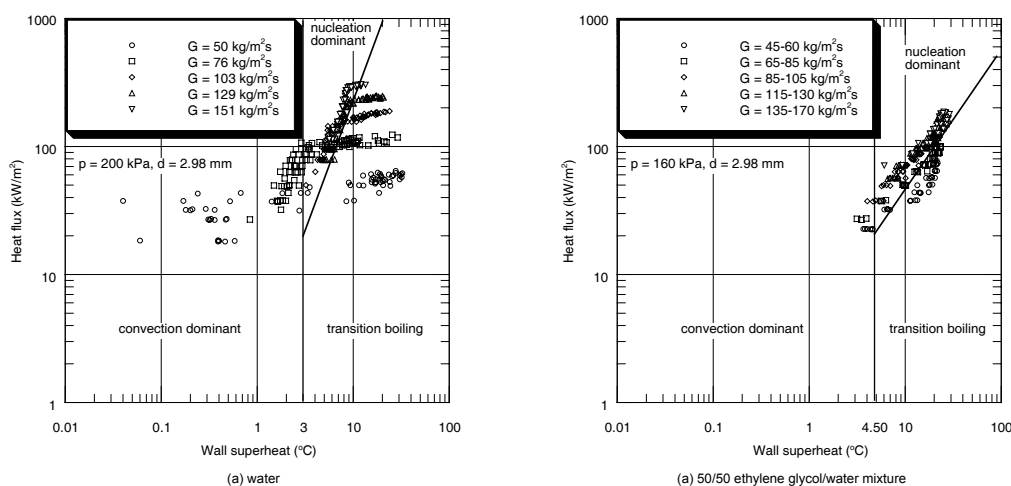 1000
100
10
1
Heat flux (kW/m²)
G = 50 kg/m²s
G = 76 kg/m²s
G = 103 kg/m²s
G = 129 kg/m²s
G = 151 kg/m²s
nucleation
dominant
p = 200 kPa, d = 2.98 mm
convection dominant
transition boiling
0.01 0.1 1 3 10 100
Wall superheat (°C)
(a) water
1000
100
10
1
Heat flux (kW/m²)
G = 45-60 kg/m²s
G = 65-85 kg/m²s
G = 85-105 kg/m²s
G = 115-130 kg/m²s
G = 135-170 kg/m²s
nucleation
dominant
p = 160 kPa, d = 2.98 mm
convection dominant
transition boiling
0.01 0.1 1 4.50 10 100
Wall superheat (°C)
(a) 50/50 ethylene glycol/water mixture